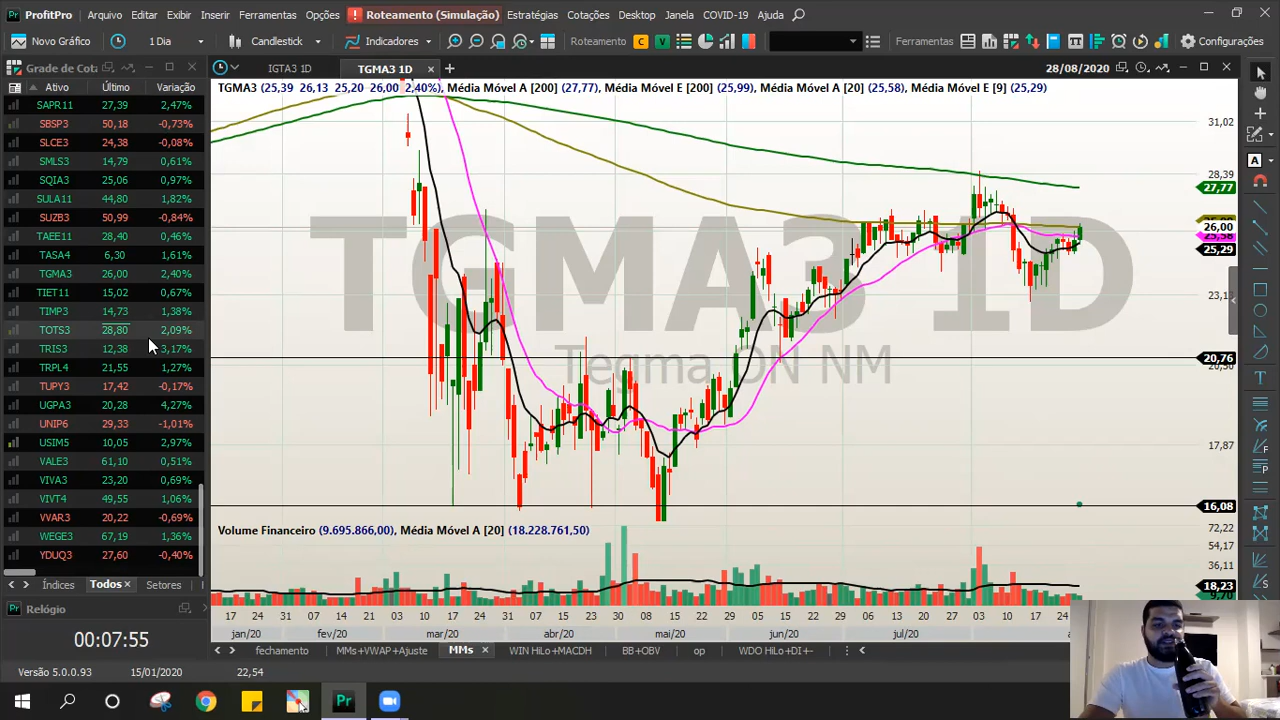 ProfitPro Arquivo Exibir Inserir Ferramentas Opções Roteamento (Simulação) Estratégias Cotações Desktop Janela COVID-19 Ajuda
Novo Gráfico 1 Dia Candlestick Indicadores Roteamento C V Ferramentas Configurações
Grade de Cot IGTA3 1D TGMA3 1D 28/08/2020
Ativo Último Variação
SAPR11 27,39 2,47%
SBSP3 50,18 -0,73%
SLCE3 24,38 -0,08%
SMLS3 14,79 0,61%
SQIA3 25,06 0,97%
SULA11 44,80 1,82%
SUZB3 50,99 -0,84%
TAEE11 28,40 0,46%
TASA4 6,30 1,61%
TGMA3 26,00 2,40%
TIET11 15,02 0,67%
TIMP3 14,73 1,38%
TOTS3 28,80 2,09%
TRIS3 12,38 3,17%
TRPL4 21,55 1,27%
TUPY3 17,42 -0,17%
UGPA3 20,28 4,27%
UNIP6 29,33 -1,01%
USIM5 10,05 2,97%
VALE3 61,10 0,51%
VIVA3 23,20 0,69%
VIVT4 49,55 1,06%
VVAR3 20,22 -0,69%
WEGE3 67,19 1,36%
YDUQ3 27,60 -0,40%
Índices Todos Setores
Relógio
00:07:55
TGMA3 (25,39 26,13 25,20 26,00 2,40%), Média Móvel A [200] (27,77), Média Móvel E [200] (25,99), Média Móvel A [20] (25,58), Média Móvel E [9] (25,29)
TGMA3 1D
Tegma ON NM
31,02
28,39
27,77
26,00
25,29
20,76
17,87
16,08
Volume Financeiro (9.695.866,00), Média Móvel A [20] (18.228.761,50)
72,22
54,17
36,11
18,23
17 24 31 07 14 21 28 03 10 17 24 31 07 14 23 30 08 15 22 29 05 15 22 29 06 13 20 27 03 10 17 24
jan/20 fev/20 mar/20 abr/20 mai/20 jun/20 jul/20
fechamento MMs+VWAP+Ajuste MMs WIN HiLo+MACDH BB+OBV op WDO HiLo+DI+-
Versão 5.0.0.93 15/01/2020 22,54